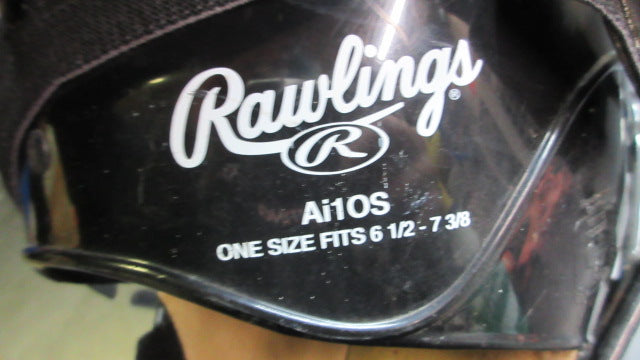 Rawlings®
R
Ai1OS
ONE SIZE FITS 6 1/2 - 7 3/8